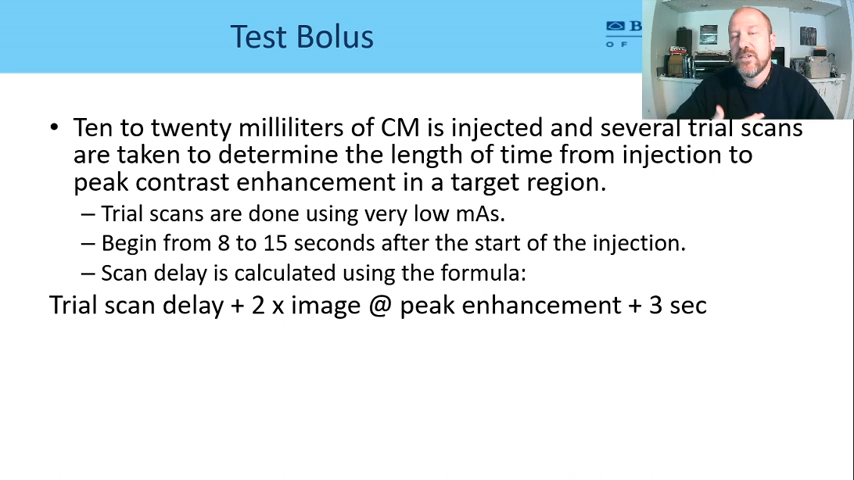 Test Bolus
B
O F
• Ten to twenty milliliters of CM is injected and several trial scans
are taken to determine the length of time from injection to
peak contrast enhancement in a target region.
– Trial scans are done using very low mAs.
– Begin from 8 to 15 seconds after the start of the injection.
– Scan delay is calculated using the formula:
Trial scan delay + 2 x image @ peak enhancement + 3 sec